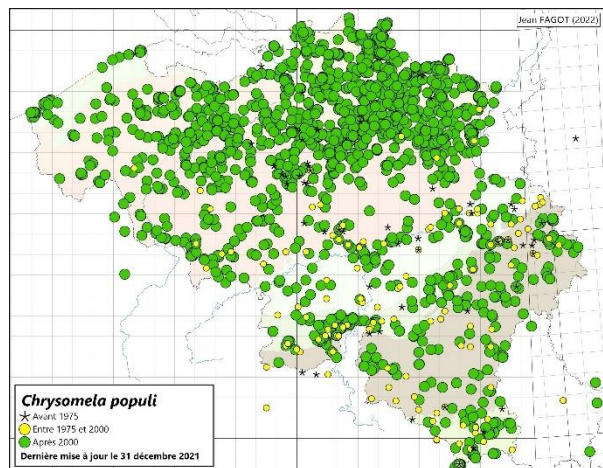 Jean FAGOT (2022)
Chrysomela populi
Avant 1975
Entre 1975 et 2000
Après 2000
Dernière mise à jour le 31 décembre 2021